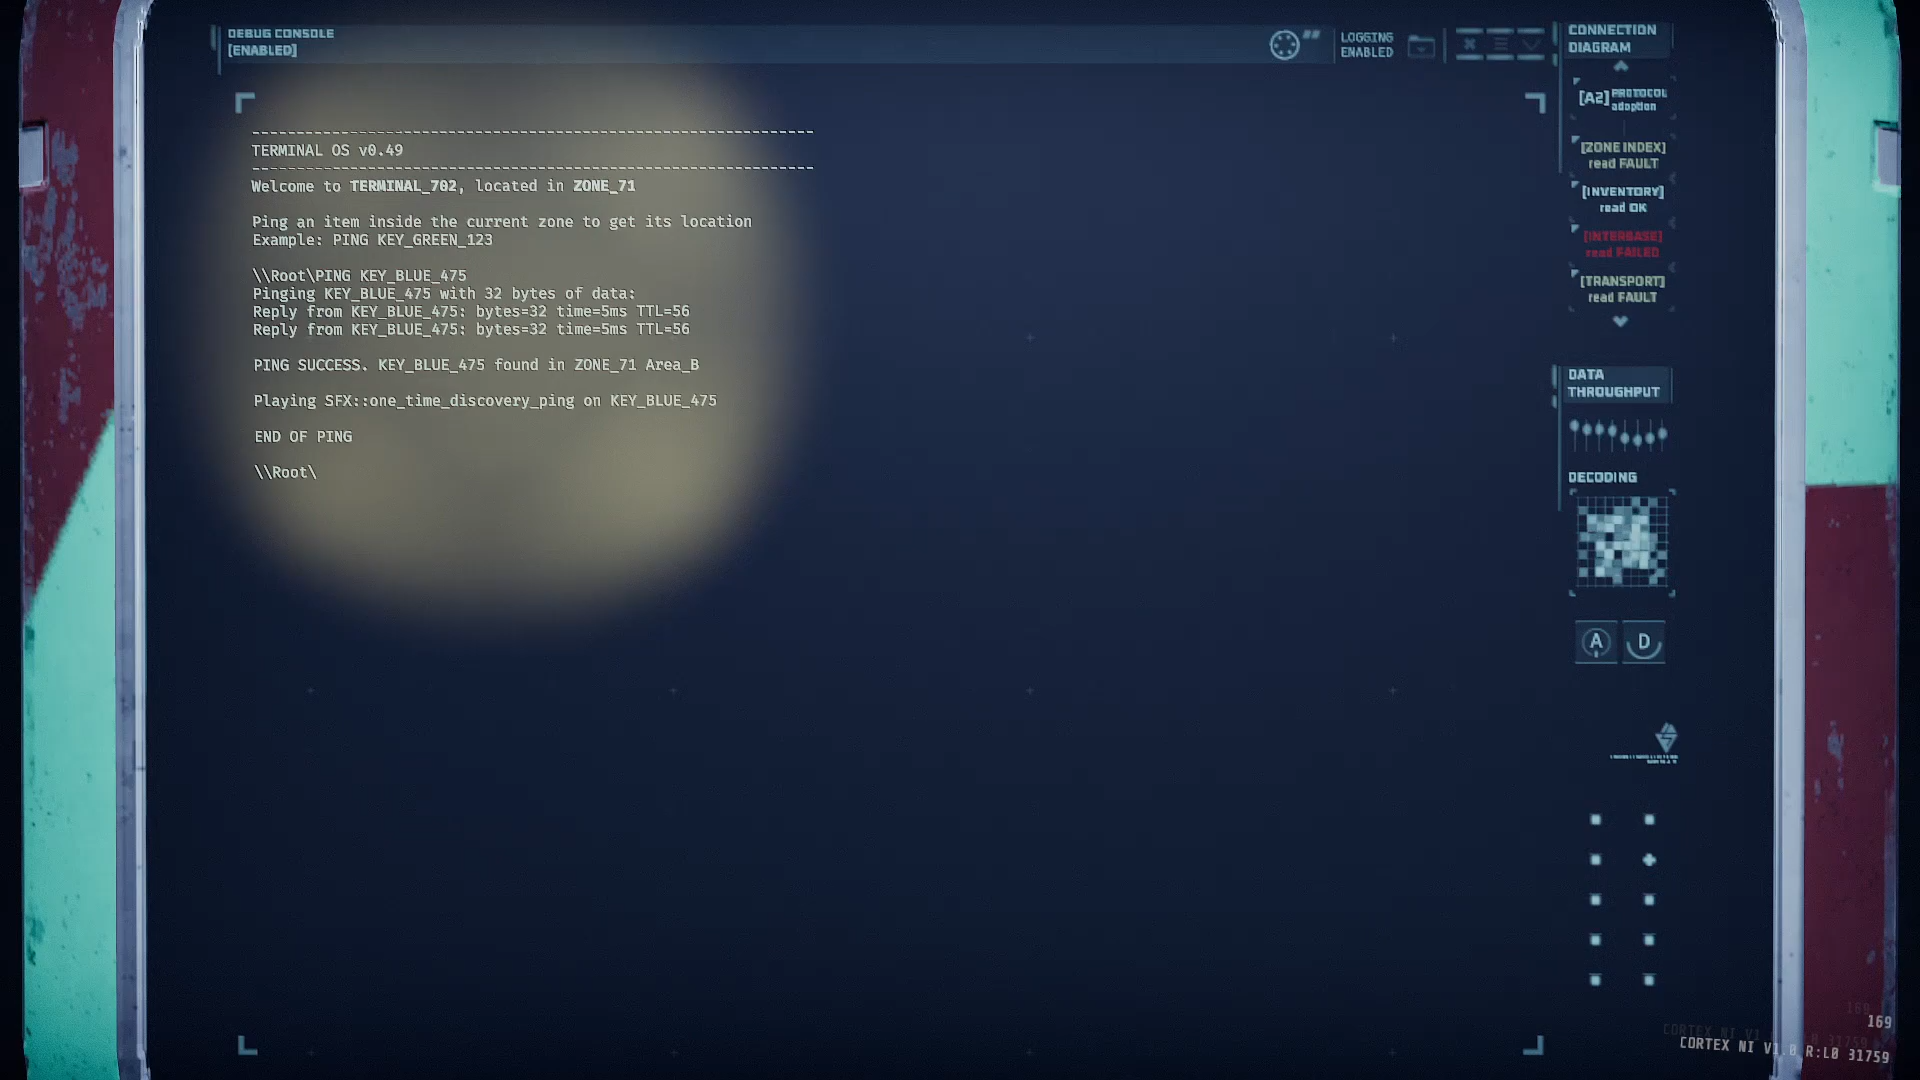 DEBUG CONSOLE
[ENABLED]
LOGGING
ENABLED
---------------------------------------------------------------
TERMINAL OS v0.49
---------------------------------------------------------------
Welcome to TERMINAL_702, located in ZONE_71
Ping an item inside the current zone to get its location
Example: PING KEY_GREEN_123
\\Root\PING KEY_BLUE_475
Pinging KEY_BLUE_475 with 32 bytes of data:
Reply from KEY_BLUE_475: bytes=32 time=5ms TTL=56
Reply from KEY_BLUE_475: bytes=32 time=5ms TTL=56
PING SUCCESS. KEY_BLUE_475 found in ZONE_71 Area_B
Playing SFX::one_time_discovery_ping on KEY_BLUE_475
END OF PING
\\Root\
CONNECTION
DIAGRAM
[A2] PROTOCOL
adoption
[ZONE INDEX]
read FAULT
[INVENTORY]
read OK
[INTERBASE]
read FAILED
[TRANSPORT]
read FAULT
DATA
THROUGHPUT
DECODING
A D
169
CORTEX NI V1.0 R:L0 31759